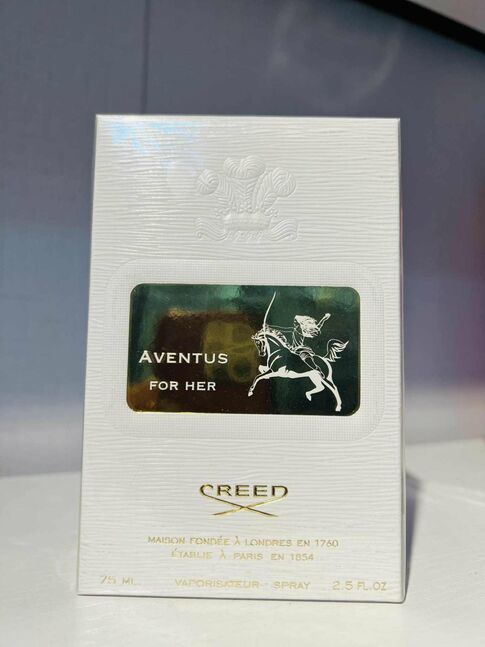 AVENTUS
FOR HER
CREED
MAISON FONDÉE À LONDRES EN 1760
ÉTABLIE À PARIS EN 1854
75 ML VAPORISATEUR - SPRAY 2.5 FL.OZ